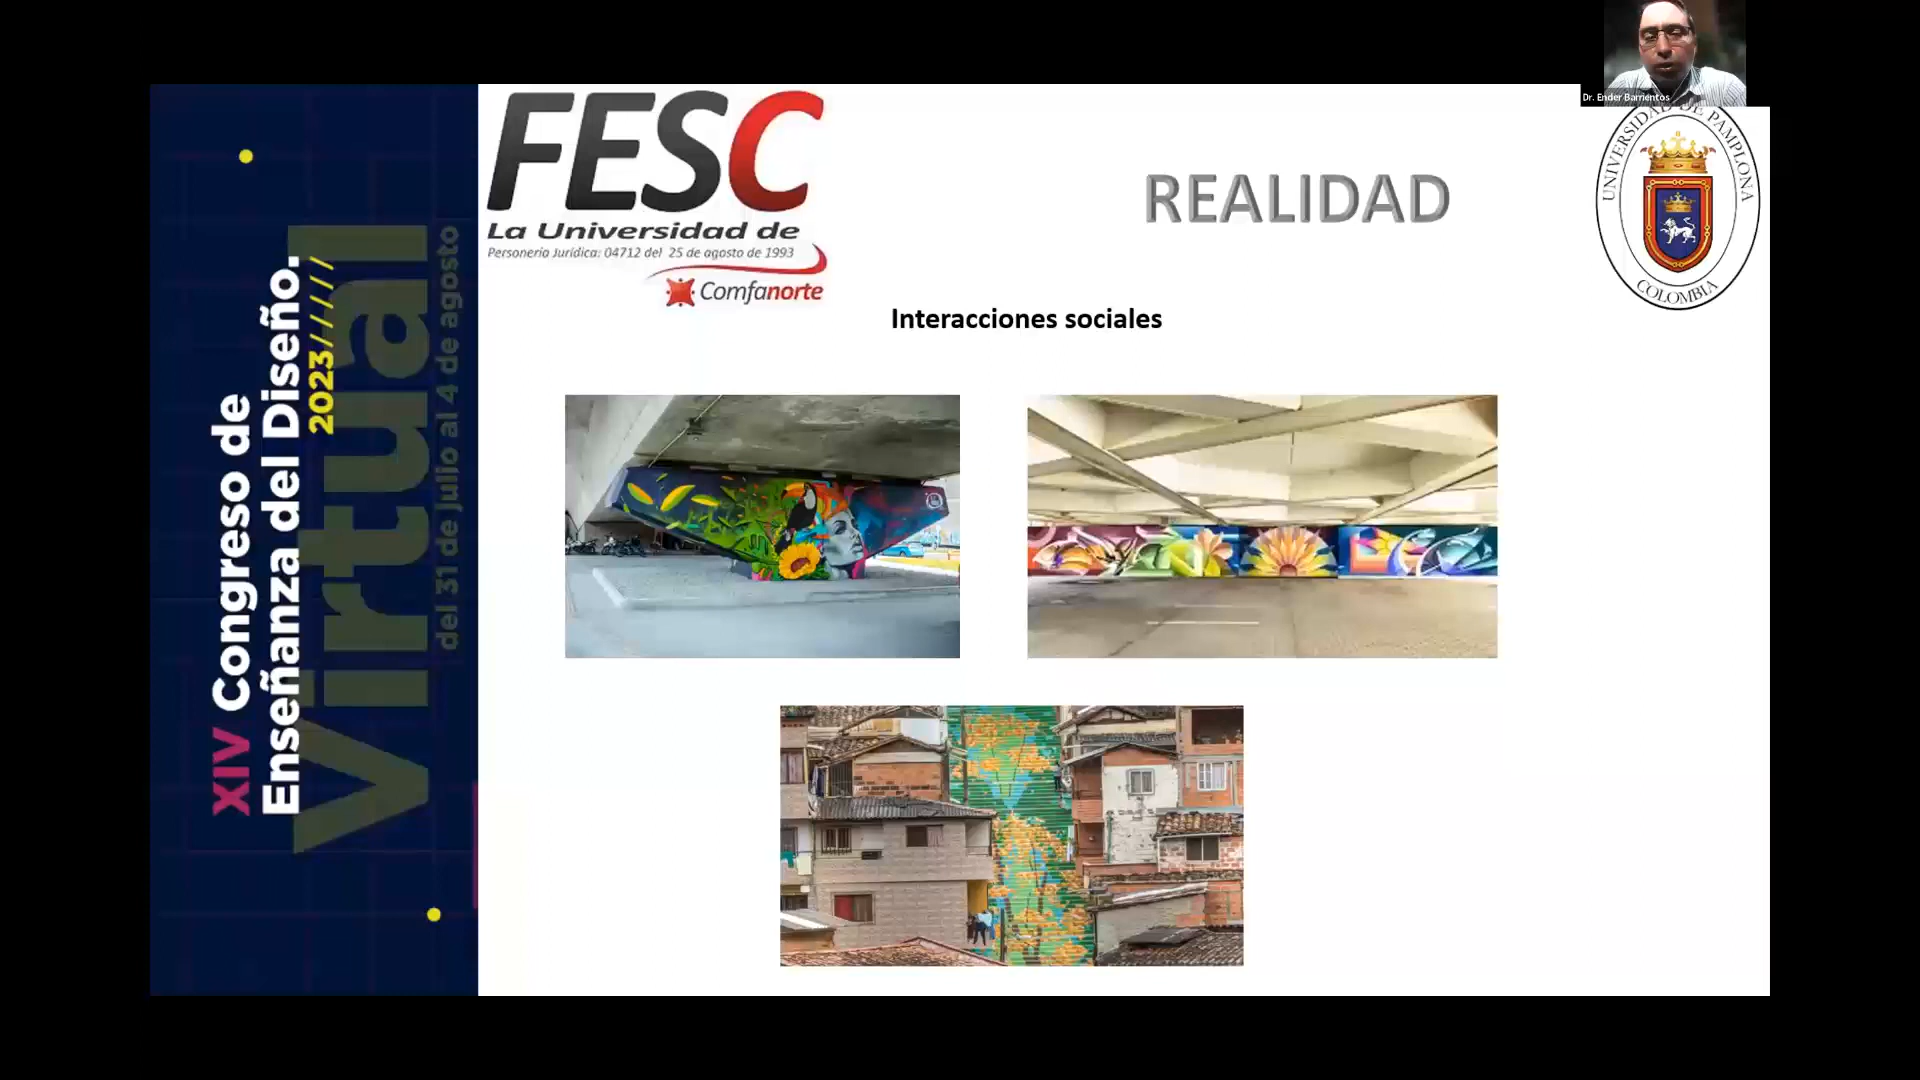 Dr. Ender Barrientos
XIV Congreso de
Enseñanza del Diseño.
2023//////
Virtual
del 31 de julio al 4 de agosto
FESC
La Universidad de
Personería Jurídica: 04712 del 25 de agosto de 1993
Comfanorte
REALIDAD
UNIVERSIDAD DE PAMPLONA
COLOMBIA
Interacciones sociales